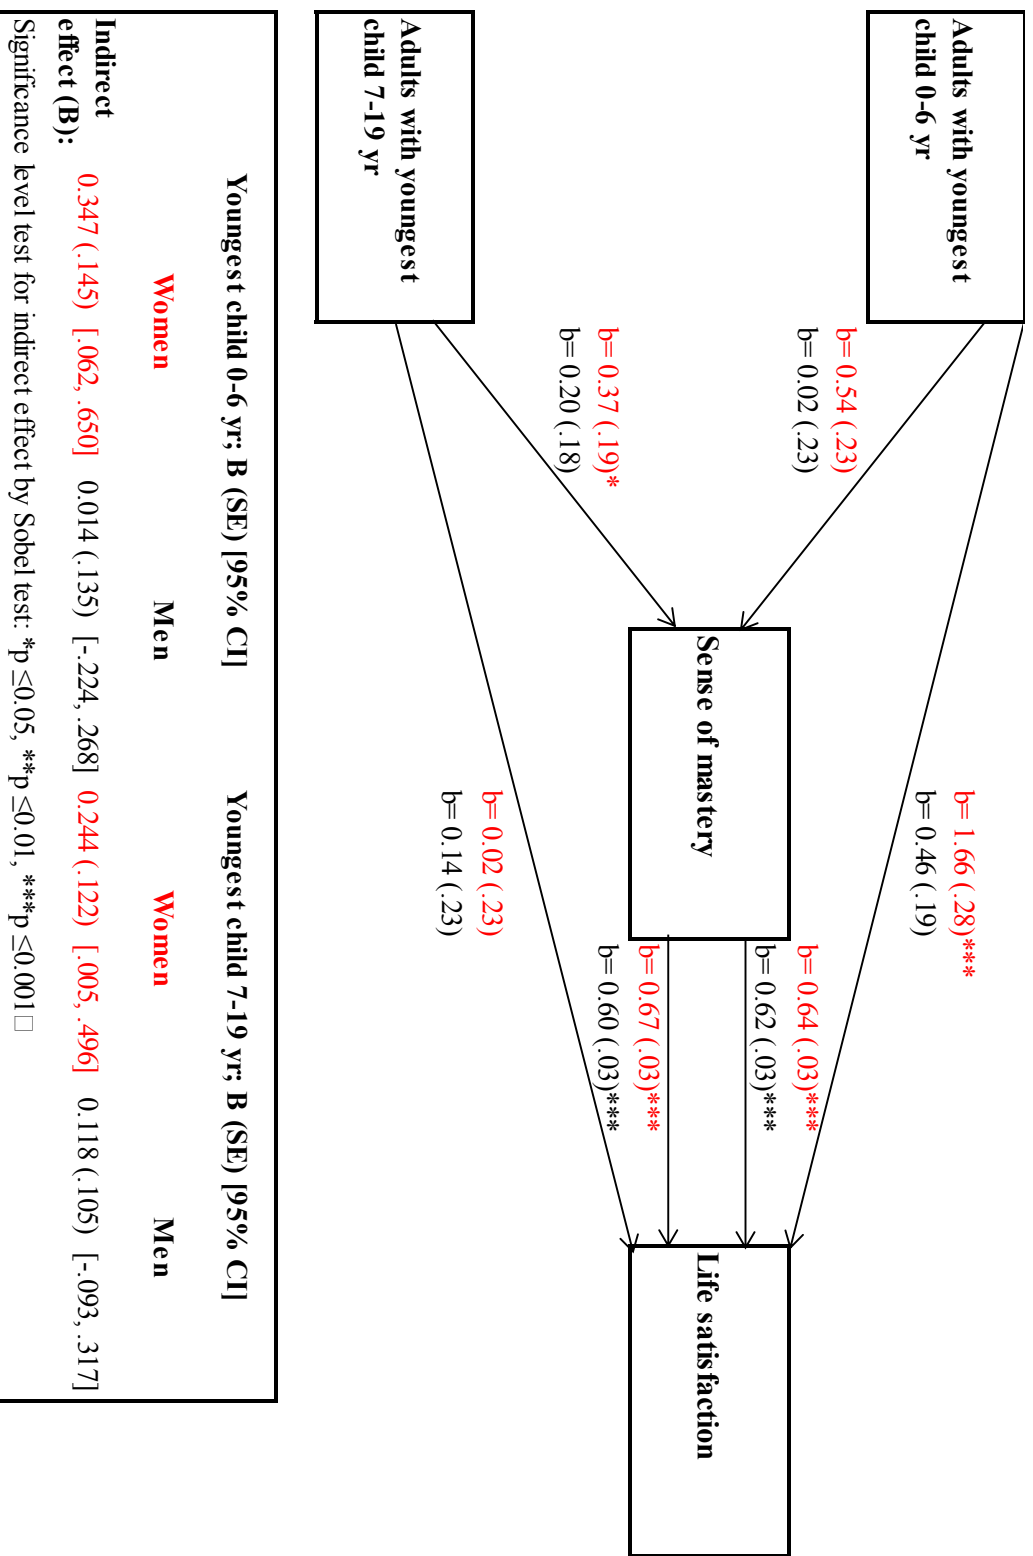 Adults with youngest
child 0-6 yr
b= 1.66 (.28)***
b= 0.46 (.19)
b= 0.54 (.23)
b= 0.02 (.23)
b= 0.64 (.03)***
b= 0.62 (.03)***
Sense of mastery
Life satisfaction
b= 0.37 (.19)*
b= 0.20 (.18)
b= 0.67 (.03)***
b= 0.60 (.03)***
b= 0.02 (.23)
b= 0.14 (.23)
Adults with youngest
child 7-19 yr
Youngest child 0-6 yr; B (SE) [95% CI] Youngest child 7-19 yr; B (SE) [95% CI]
Women Men Women Men
Indirect
effect (B): 0.347 (.145) [.062, .650] 0.014 (.135) [-.224, .268] 0.244 (.122) [.005, .496] 0.118 (.105) [-.093, .317]
Significance level test for indirect effect by Sobel test: *p ≤0.05, **p ≤0.01, ***p ≤0.001□